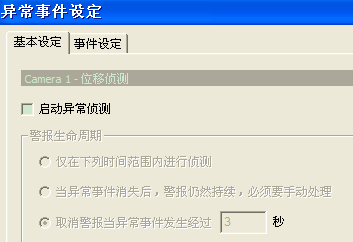 异常事件设定
基本设定 事件设定
Camera 1 - 位移侦测
启动异常侦测
警报生命周期
仅在下列时间范围内进行侦测
当异常事件消失后，警报仍然持续，必须要手动处理
取消警报当异常事件发生经过 3 秒